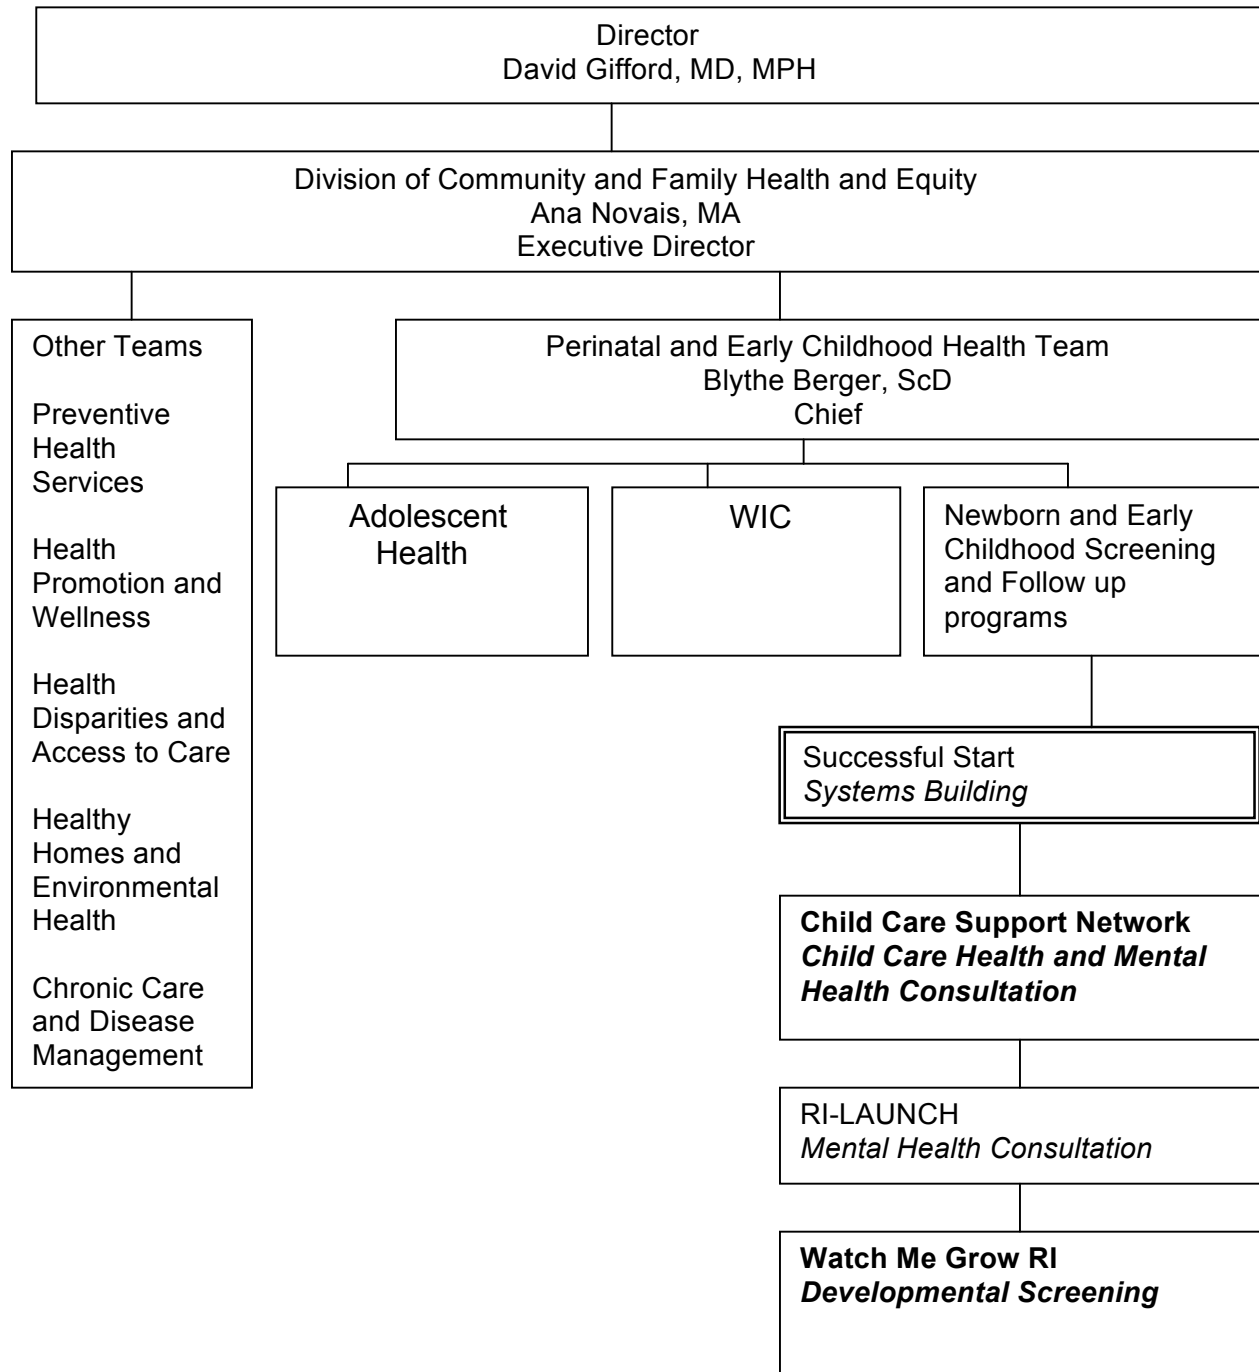 Director
David Gifford, MD, MPH
Division of Community and Family Health and Equity
Ana Novais, MA
Executive Director
Other Teams
Preventive
Health
Services
Health
Promotion and
Wellness
Health
Disparities and
Access to Care
Healthy
Homes and
Environmental
Health
Chronic Care
and Disease
Management
Perinatal and Early Childhood Health Team
Blythe Berger, ScD
Chief
Adolescent
Health
WIC
Newborn and Early
Childhood Screening
and Follow up
programs
Successful Start
Systems Building
Child Care Support Network
Child Care Health and Mental
Health Consultation
RI-LAUNCH
Mental Health Consultation
Watch Me Grow RI
Developmental Screening